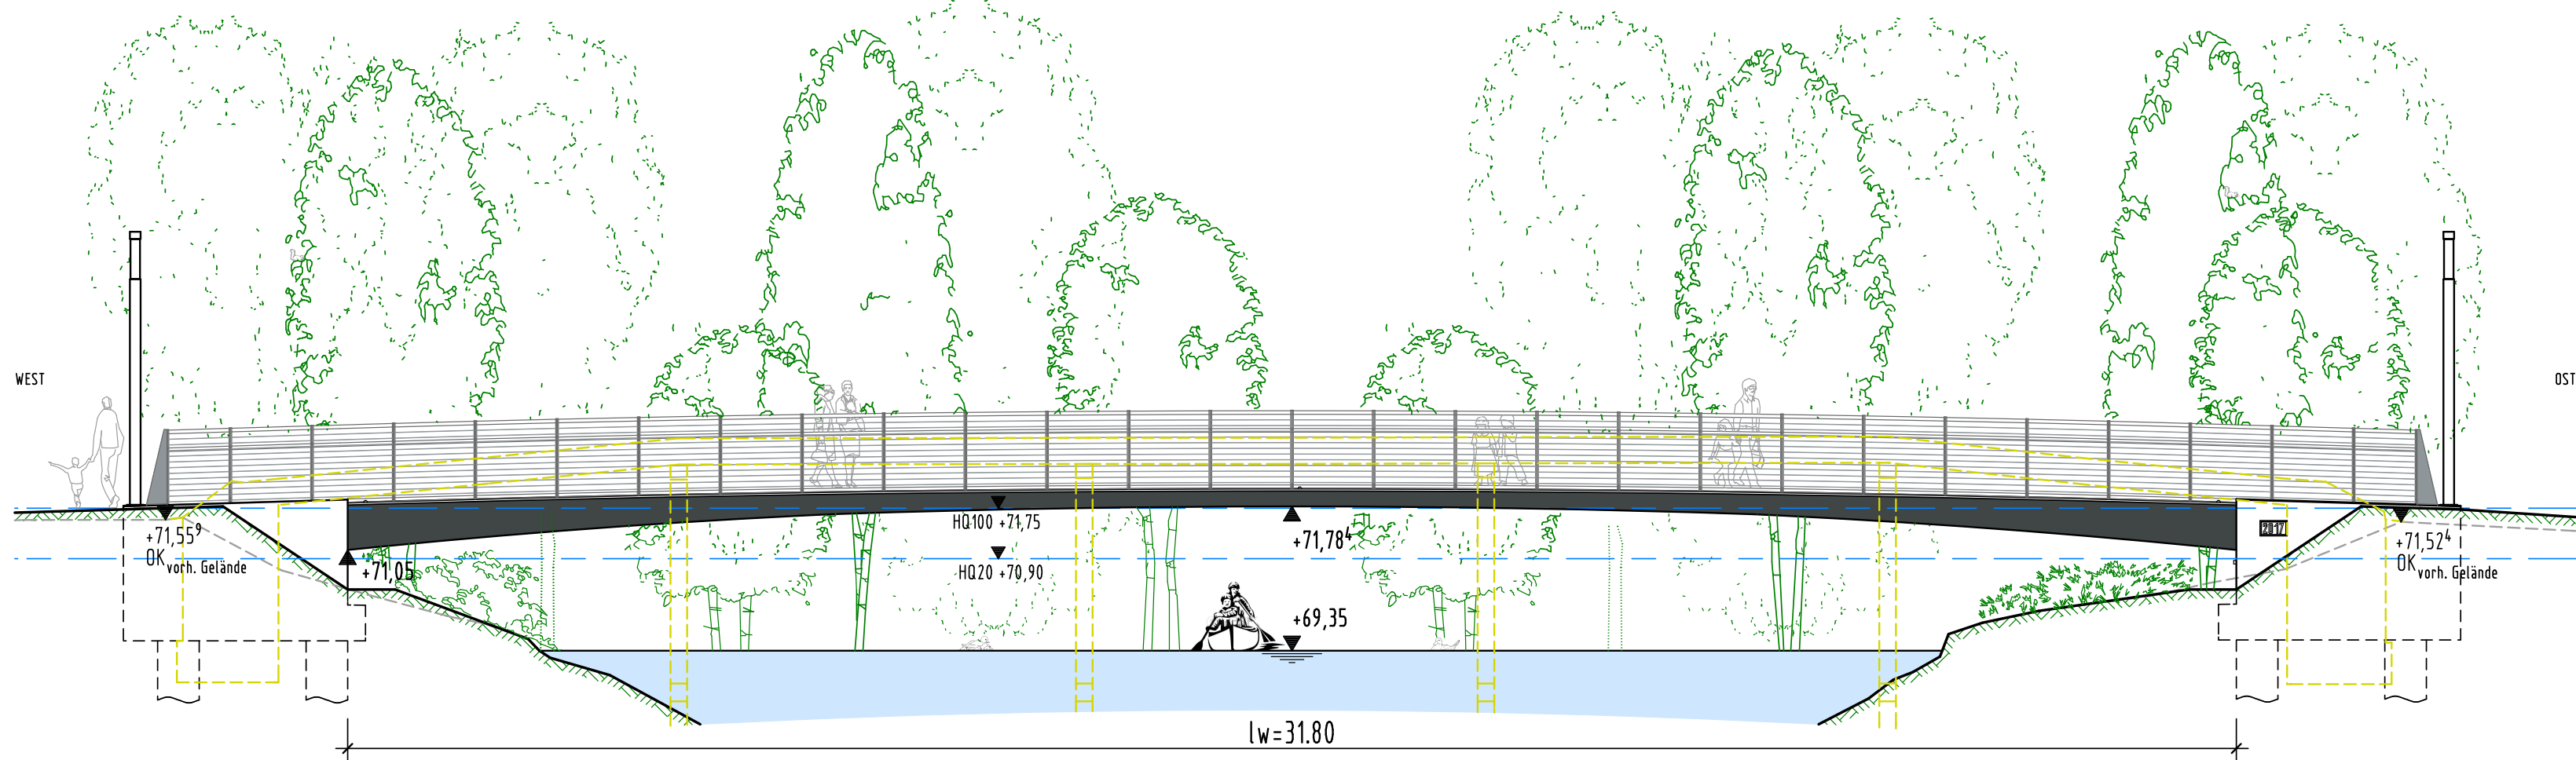 WEST
OST
HQ100 +71,75
+71,55⁹
OK vorh. Gelände
+71,05
HQ20 +70,90
+71,78⁴
2017
+71,52⁴
OK vorh. Gelände
+69,35
lw=31.80